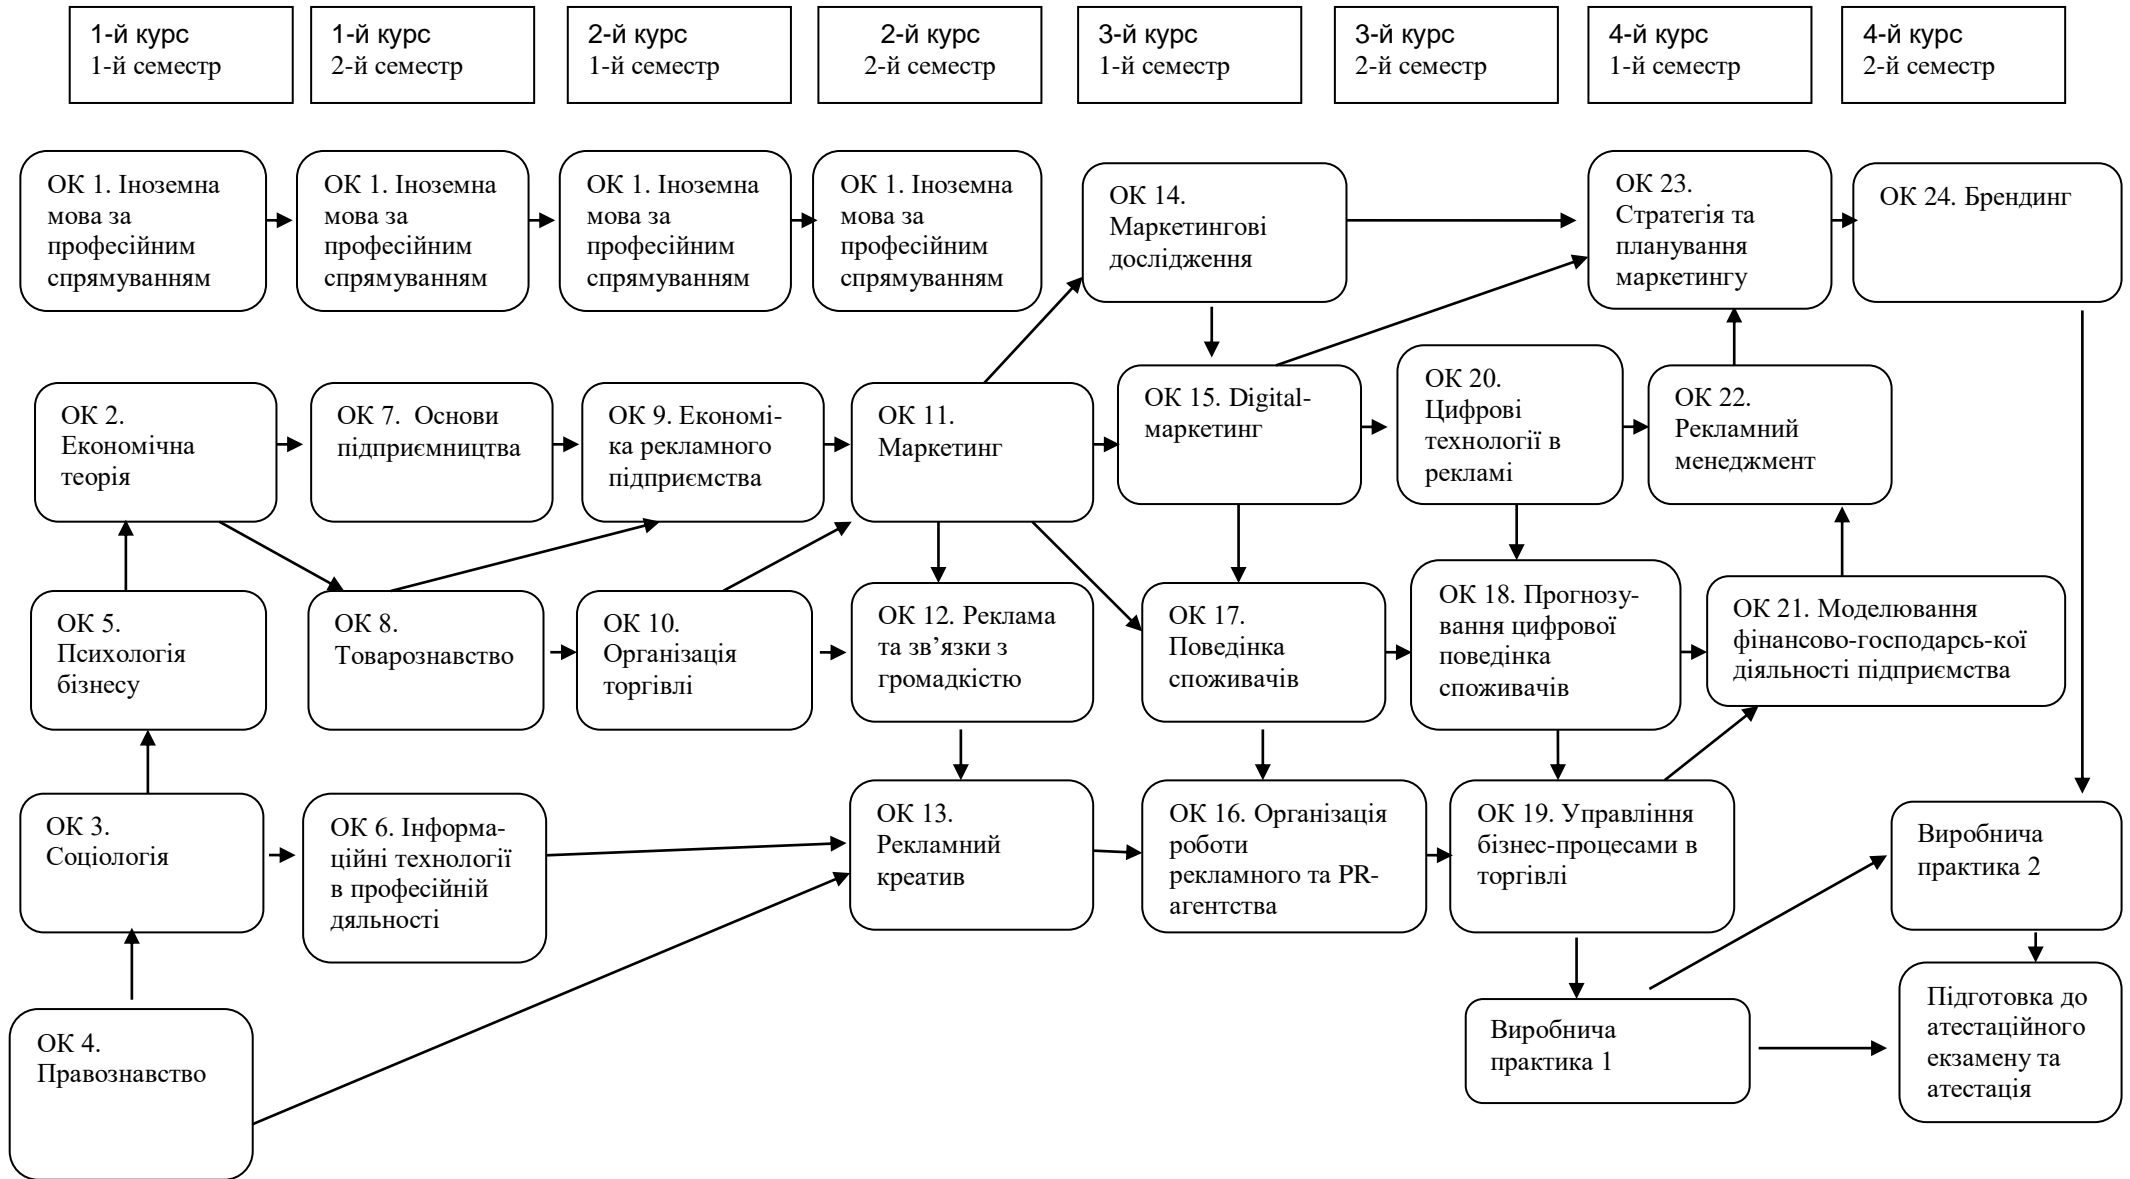 1-й курс
1-й семестр
1-й курс
2-й семестр
2-й курс
1-й семестр
2-й курс
2-й семестр
3-й курс
1-й семестр
3-й курс
2-й семестр
4-й курс
1-й семестр
4-й курс
2-й семестр
ОК 1. Іноземна
мова за
професійним
спрямуванням
ОК 1. Іноземна
мова за
професійним
спрямуванням
ОК 1. Іноземна
мова за
професійним
спрямуванням
ОК 1. Іноземна
мова за
професійним
спрямуванням
ОК 14.
Маркетингові
дослідження
ОК 23.
Стратегія та
планування
маркетингу
ОК 24. Брендинг
ОК 2.
Економічна
теорія
ОК 7. Основи
підприємництва
ОК 9. Економі-
ка рекламного
підприємства
ОК 11.
Маркетинг
ОК 15. Digital-
маркетинг
ОК 20.
Цифрові
технології в
рекламі
ОК 22.
Рекламний
менеджмент
ОК 5.
Психологія
бізнесу
ОК 8.
Товарознавство
ОК 10.
Організація
торгівлі
ОК 12. Реклама
та зв’язки з
громадкістю
ОК 17.
Поведінка
споживачів
ОК 18. Прогнозу-
вання цифрової
поведінка
споживачів
ОК 21. Моделювання
фінансово-господарсь-кої
діяльності підприємства
ОК 3.
Соціологія
ОК 6. Інформа-
ційні технології
в професійній
дяльності
ОК 13.
Рекламний
креатив
ОК 16. Організація
роботи
рекламного та PR-
агентства
ОК 19. Управління
бізнес-процесами в
торгівлі
Виробнича
практика 2
ОК 4.
Правознавство
Виробнича
практика 1
Підготовка до
атестаційного
екзамену та
атестація